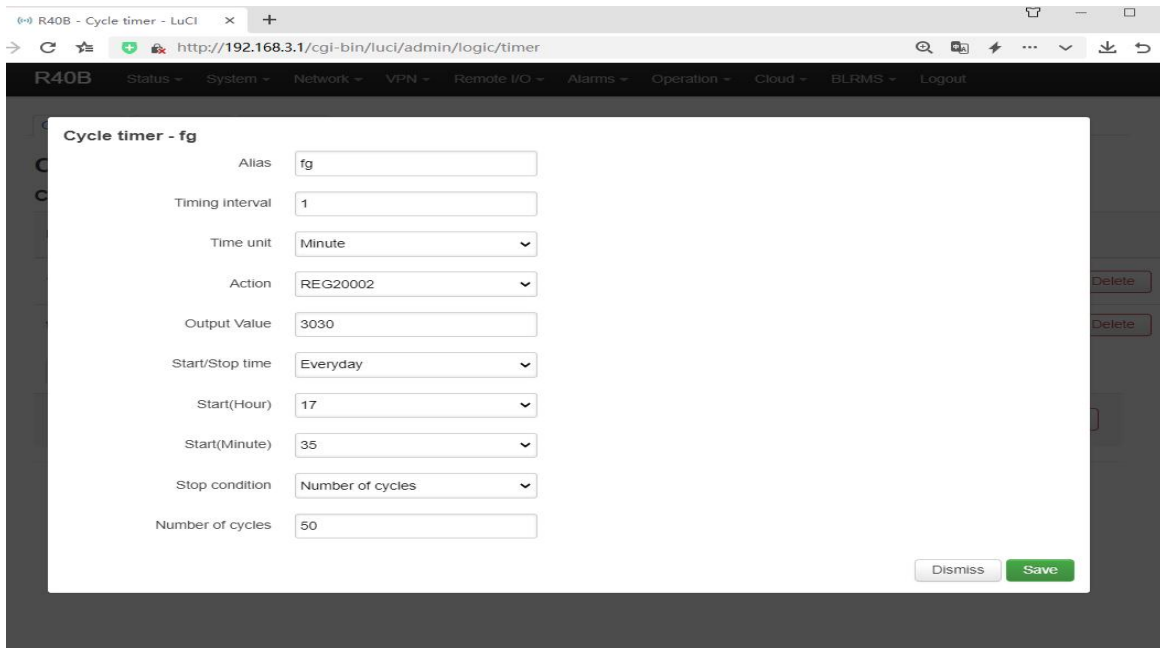 R40B - Cycle timer - LuCI
http://192.168.3.1/cgi-bin/luci/admin/logic/timer
R40B Status System Network VPN Remote I/O Alarms Operation Cloud BLRMS Logout
Cycle timer - fg
Alias fg
Timing interval 1
Time unit Minute
Action REG20002
Delete
Output Value 3030
Delete
Start/Stop time Everyday
Start(Hour) 17
Start(Minute) 35
Stop condition Number of cycles
Number of cycles 50
Dismiss Save